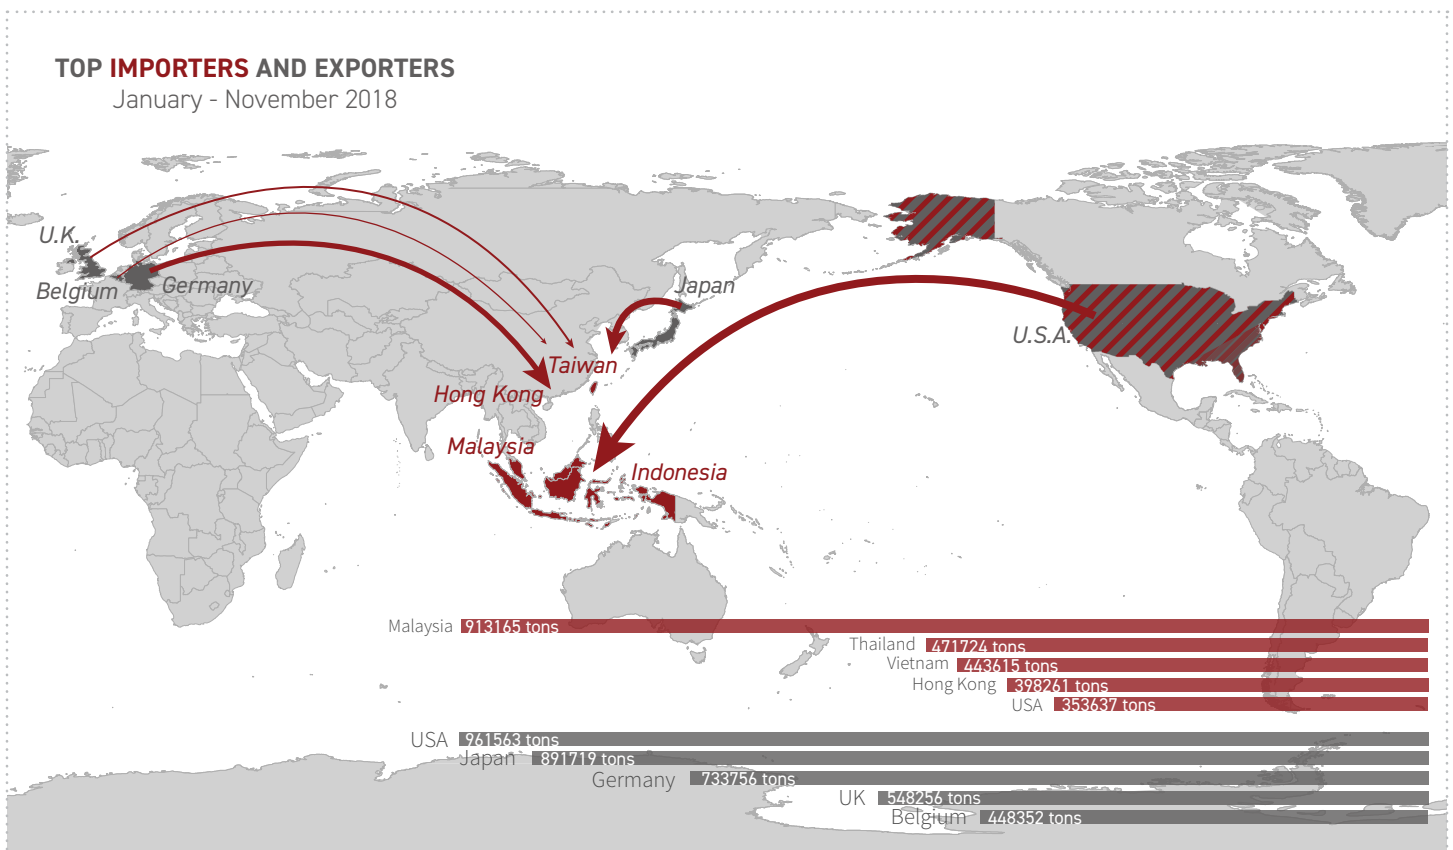 TOP IMPORTERS AND EXPORTERS
January - November 2018
U.K.
Belgium
Germany
Japan
U.S.A.
Taiwan
Hong Kong
Malaysia
Indonesia
Malaysia 913165 tons
Thailand 471724 tons
Vietnam 443615 tons
Hong Kong 398261 tons
USA 353637 tons
USA 961563 tons
Japan 891719 tons
Germany 733756 tons
UK 548256 tons
Belgium 448352 tons